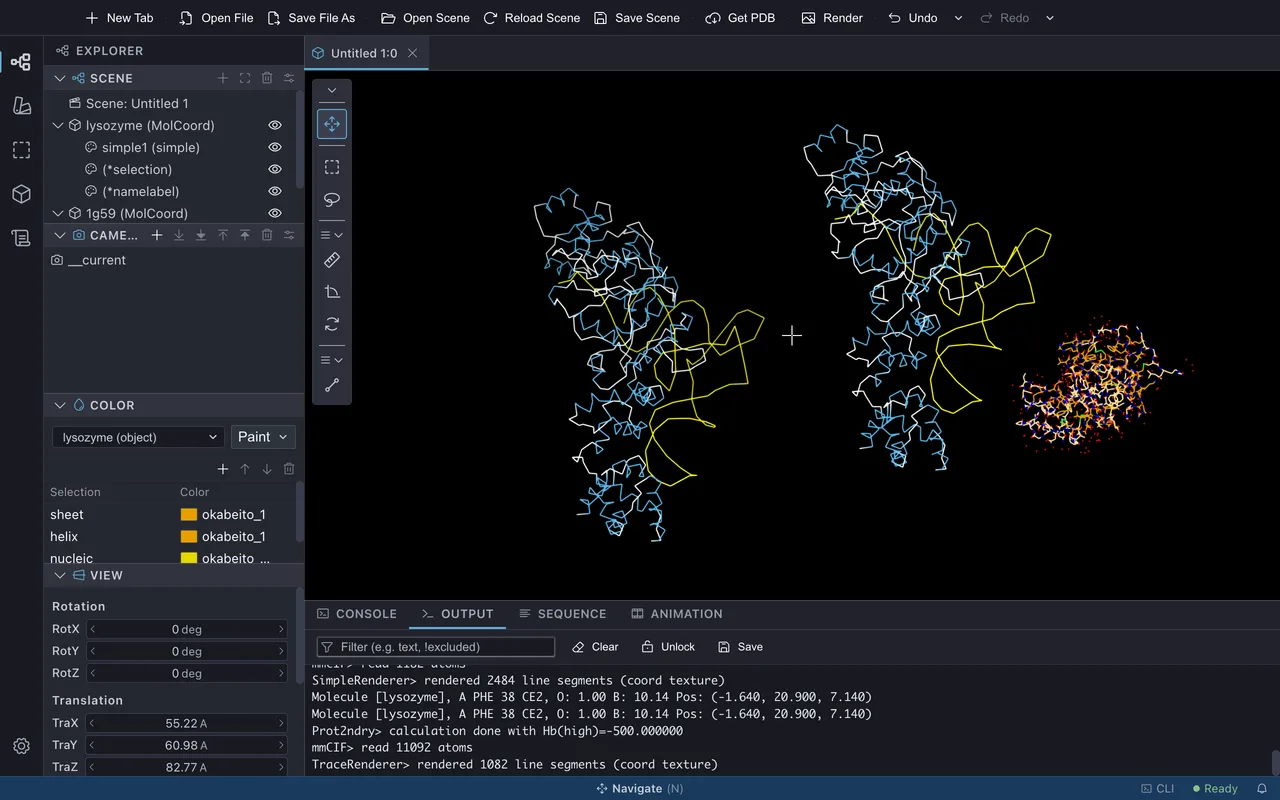 New Tab Open File Save File As Open Scene Reload Scene Save Scene Get PDB Render Undo Redo
EXPLORER
Untitled 1:0
SCENE
Scene: Untitled 1
lysozyme (MolCoord)
simple1 (simple)
(*selection)
(*namelabel)
1g59 (MolCoord)
CAME...
__current
COLOR
lysozyme (object) Paint
Selection Color
sheet okabeito_1
helix okabeito_1
nucleic okabeito_ ...
VIEW
Rotation
RotX 0 deg
RotY 0 deg
RotZ 0 deg
Translation
TraX 55.22 A
TraY 60.98 A
TraZ 82.77 A
CONSOLE OUTPUT SEQUENCE ANIMATION
Filter (e.g. text, !excluded) Clear Unlock Save
mmCIF> read 1182 atoms
SimpleRenderer> rendered 2484 line segments (coord texture)
Molecule [lysozyme], A PHE 38 CE2, O: 1.00 B: 10.14 Pos: (-1.640, 20.900, 7.140)
Molecule [lysozyme], A PHE 38 CE2, O: 1.00 B: 10.14 Pos: (-1.640, 20.900, 7.140)
Prot2ndry> calculation done with Hb(high)=-500.000000
mmCIF> read 11092 atoms
TraceRenderer> rendered 1082 line segments (coord texture)
Navigate (N) CLI Ready